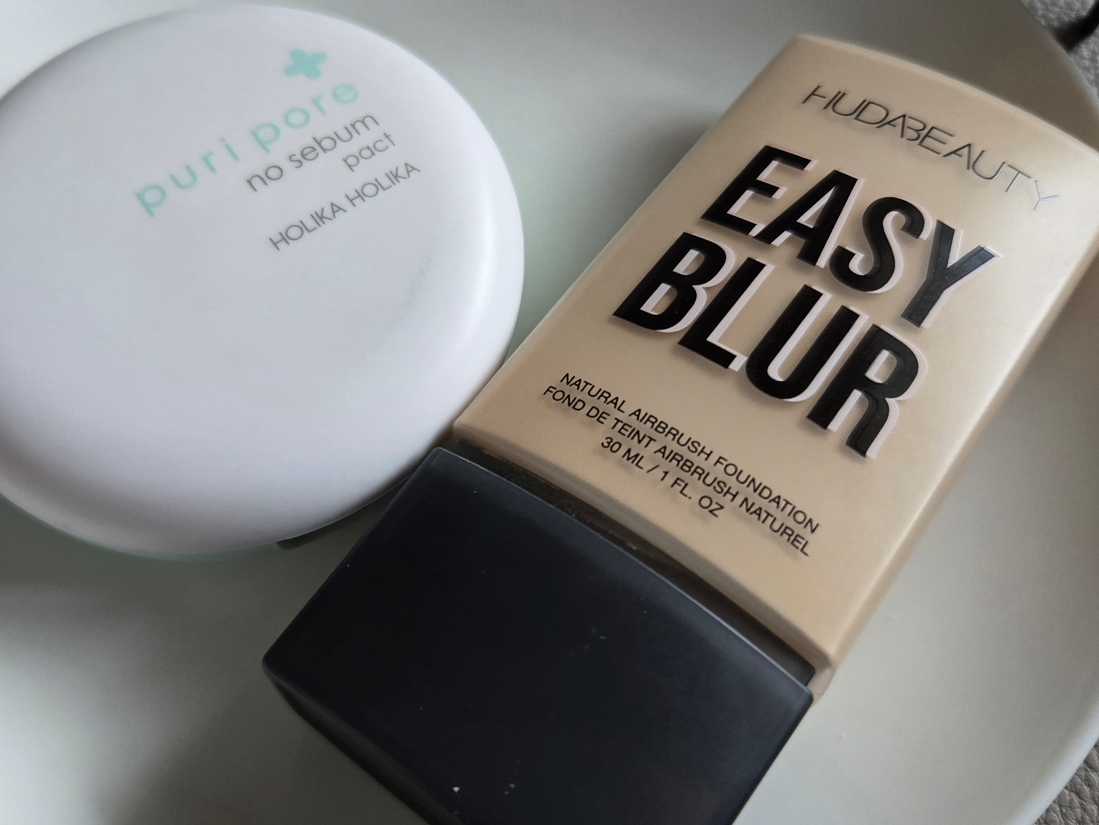 puri pore
no sebum
pact
HOLIKA HOLIKA
HUDABEAUTY
EASY
BLUR
NATURAL AIRBRUSH FOUNDATION
FOND DE TEINT AIRBRUSH NATUREL
30 ML / 1 FL. OZ